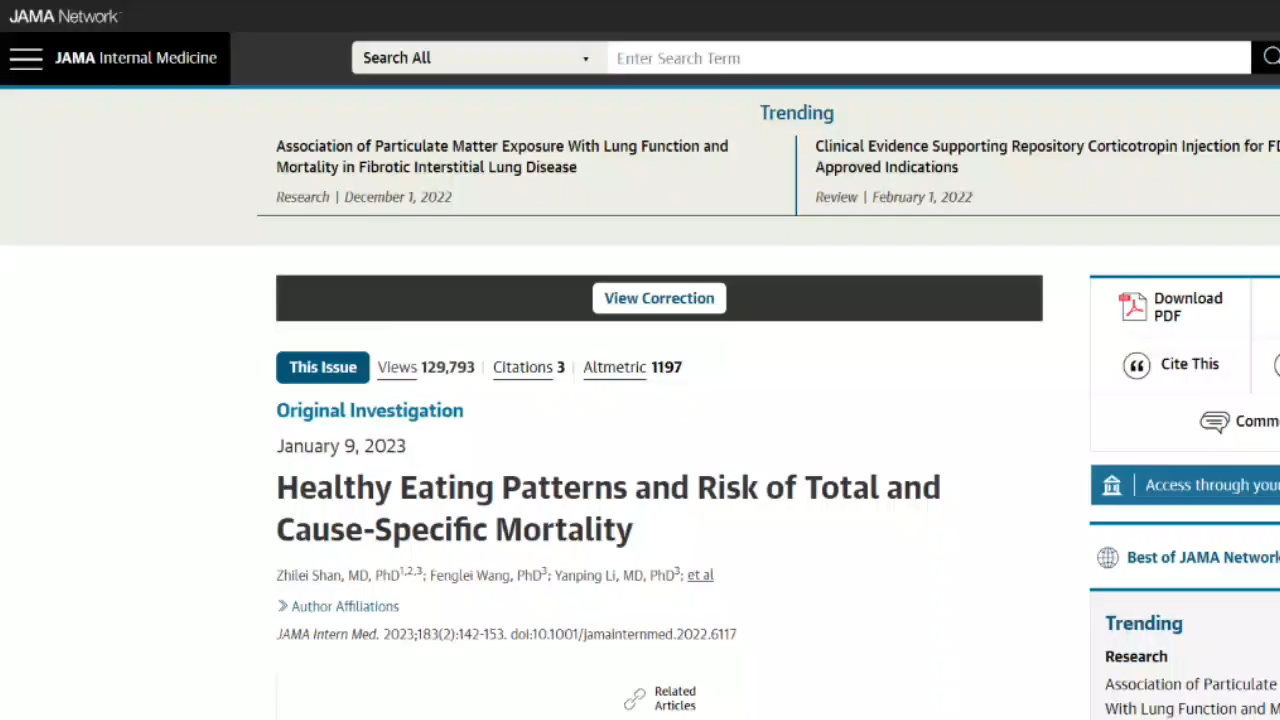 JAMA Network
JAMA Internal Medicine
Search All
Enter Search Term
Trending
Association of Particulate Matter Exposure With Lung Function and
Mortality in Fibrotic Interstitial Lung Disease
Research | December 1, 2022
Clinical Evidence Supporting Repository Corticotropin Injection for
Approved Indications
Review | February 1, 2022
View Correction
Download
PDF
This Issue
Views 129,793
Citations 3
Altmetric 1197
Cite This
Original Investigation
January 9, 2023
Healthy Eating Patterns and Risk of Total and
Cause-Specific Mortality
Zhilei Shan, MD, PhD1,2,3; Fenglei Wang, PhD3; Yanping Li, MD, PhD3; et al
Author Affiliations
JAMA Intern Med. 2023;183(2):142-153. doi:10.1001/jamainternmed.2022.6117
Related
Articles
Access through your
Best of JAMA Network
Trending
Research
Association of Particulate
With Lung Function and